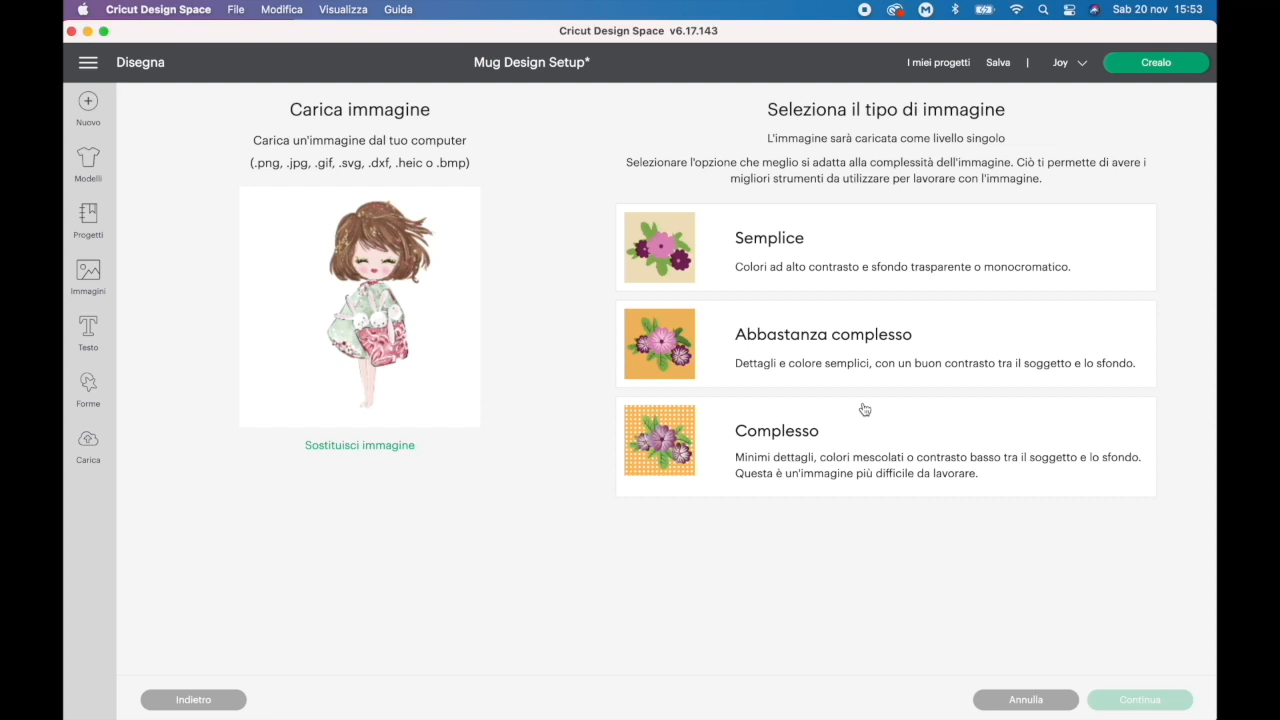 Cricut Design Space File Modifica Visualizza Guida
Sab 20 nov 15:53
Cricut Design Space v6.17.143
Disegna
Mug Design Setup*
I miei progetti Salva | Joy Crealo
Nuovo
Modelli
Progetti
Immagini
Testo
Forme
Carica
Carica immagine
Carica un'immagine dal tuo computer
(.png, .jpg, .gif, .svg, .dxf, .heic o .bmp)
Sostituisci immagine
Seleziona il tipo di immagine
L'immagine sarà caricata come livello singolo
Selezionare l'opzione che meglio si adatta alla complessità dell'immagine. Ciò ti permette di avere i
migliori strumenti da utilizzare per lavorare con l'immagine.
Semplice
Colori ad alto contrasto e sfondo trasparente o monocromatico.
Abbastanza complesso
Dettagli e colore semplici, con un buon contrasto tra il soggetto e lo sfondo.
Complesso
Minimi dettagli, colori mescolati o contrasto basso tra il soggetto e lo sfondo.
Questa è un'immagine più difficile da lavorare.
Indietro
Annulla
Continua